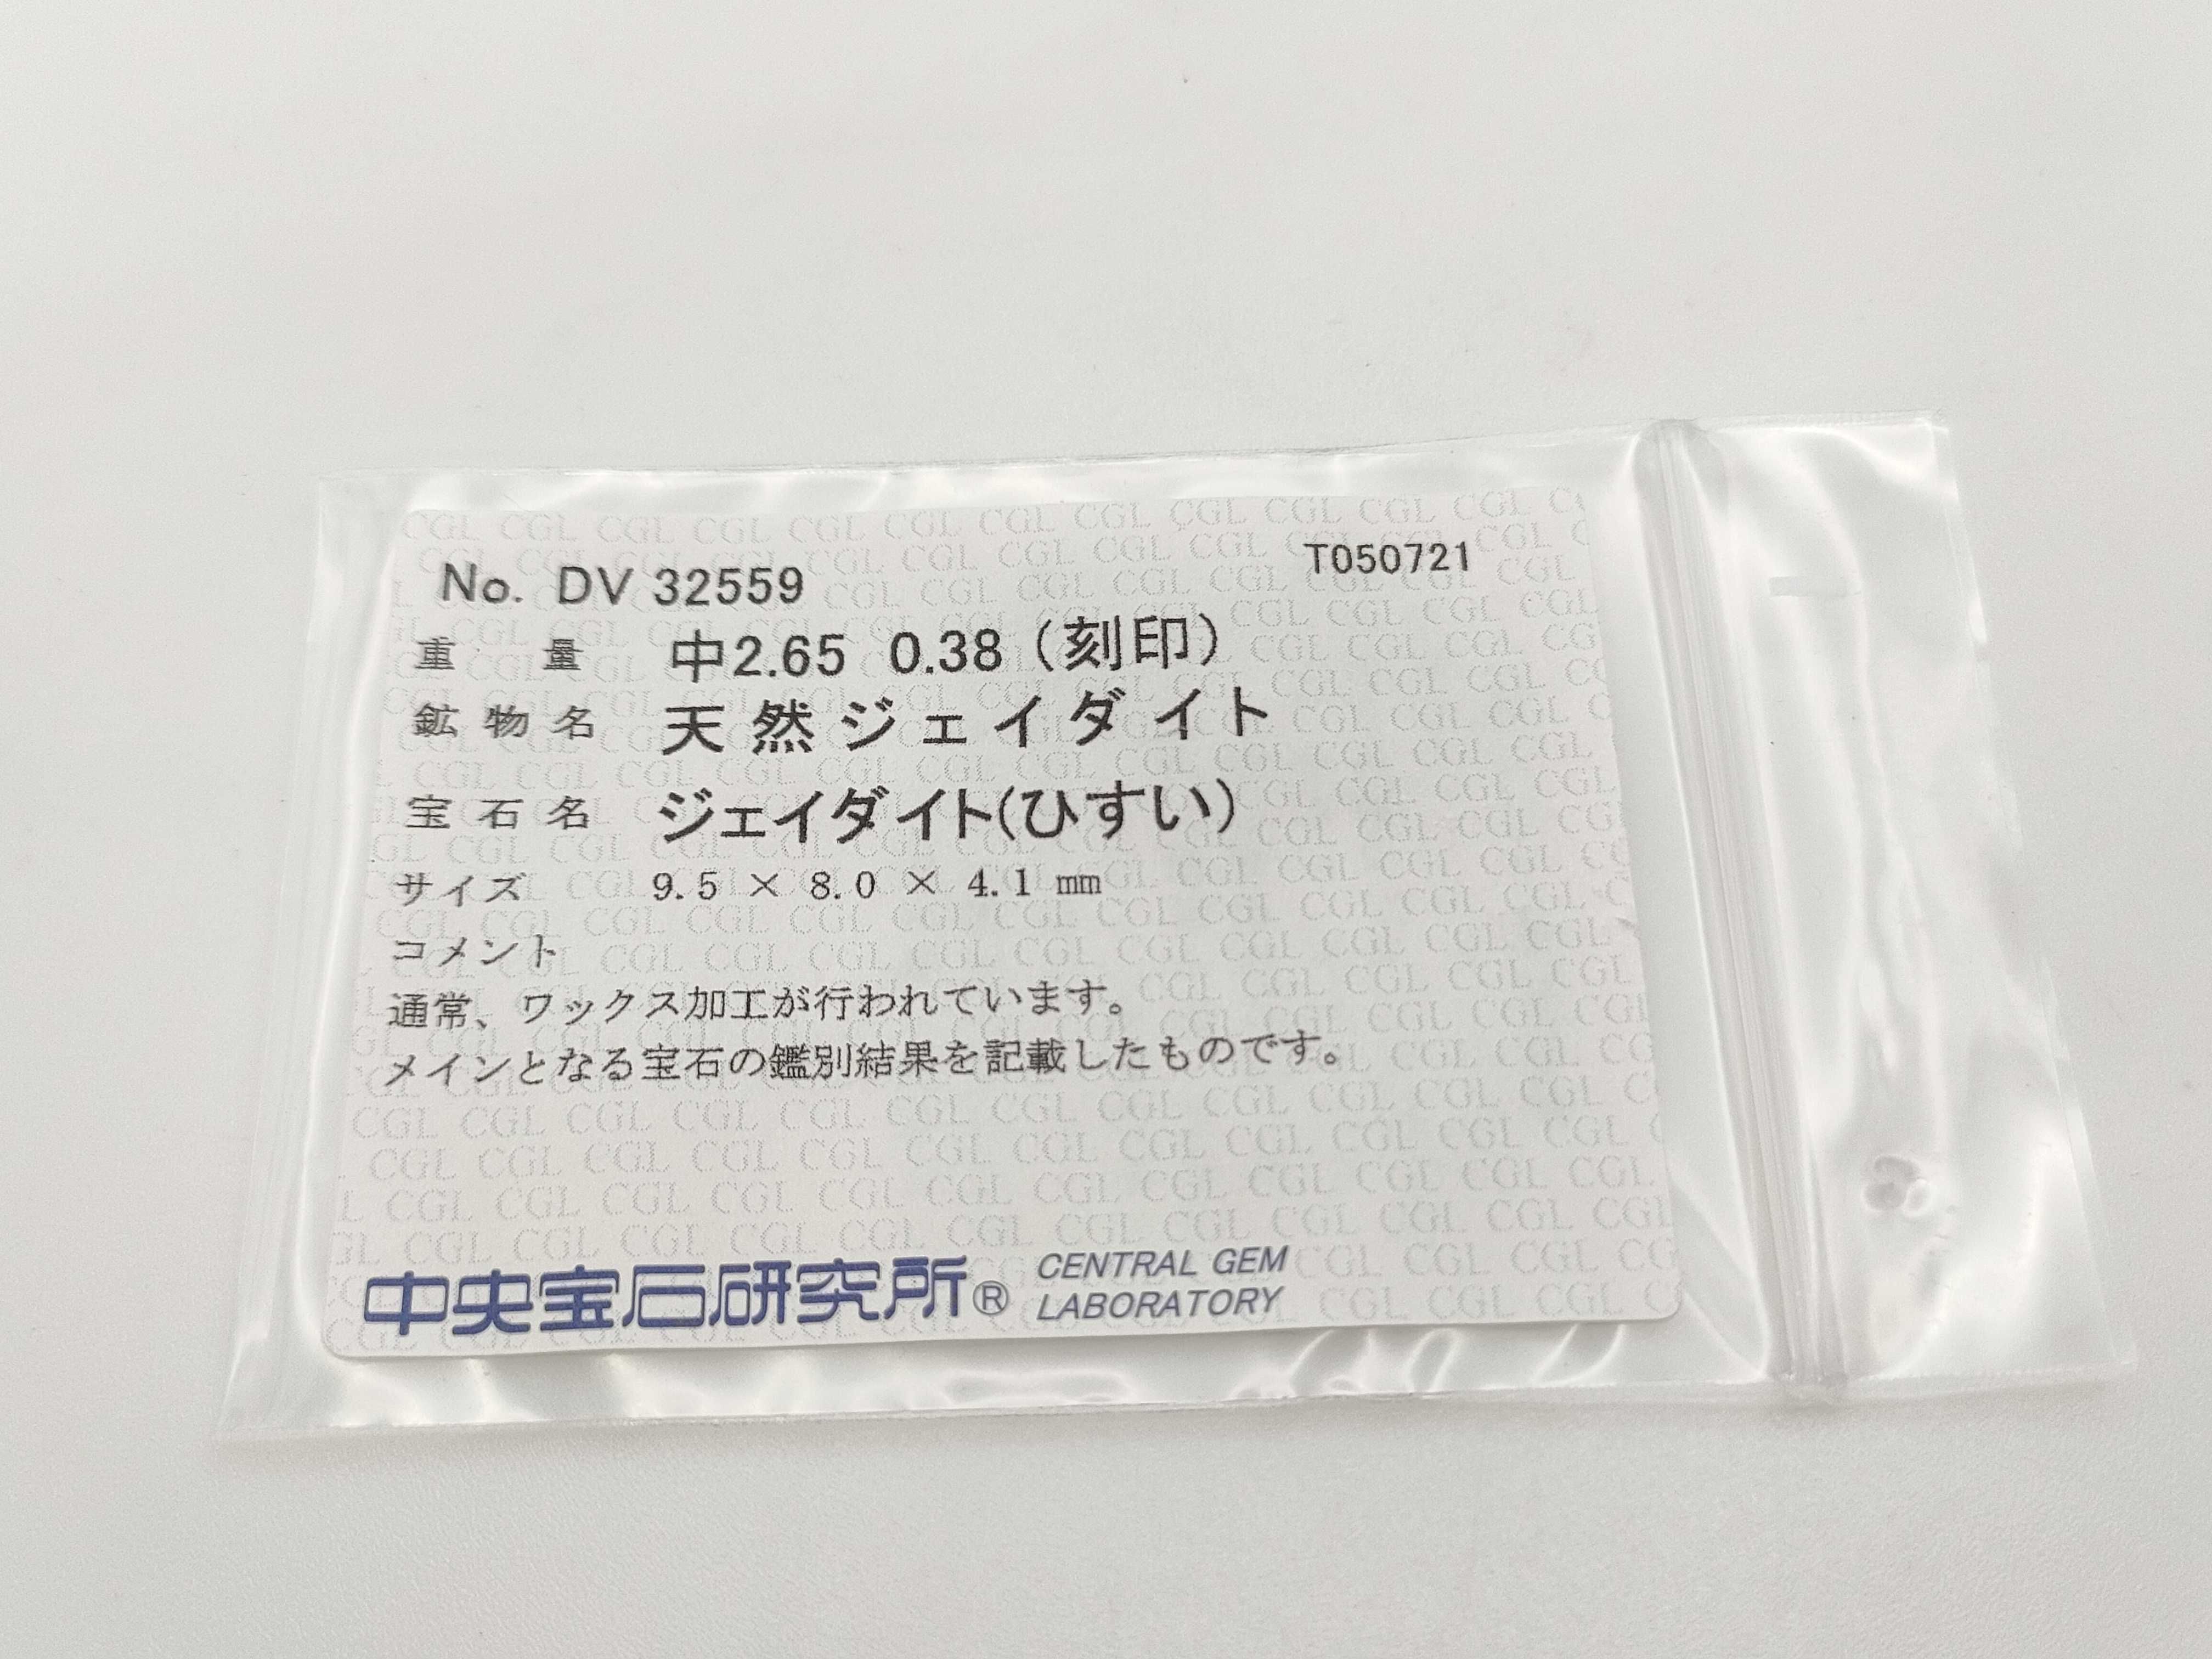 No. DV 32559 T050721
重量 中2.65 0.38 (刻印)
鉱物名 天然ジェイダイト
宝石名 ジェイダイト(ひすい)
サイズ 9.5 × 8.0 × 4.1 mm
コメント
通常、ワックス加工が行われています。
メインとなる宝石の鑑別結果を記載したものです。
中央宝石研究所® CENTRAL GEM
LABORATORY